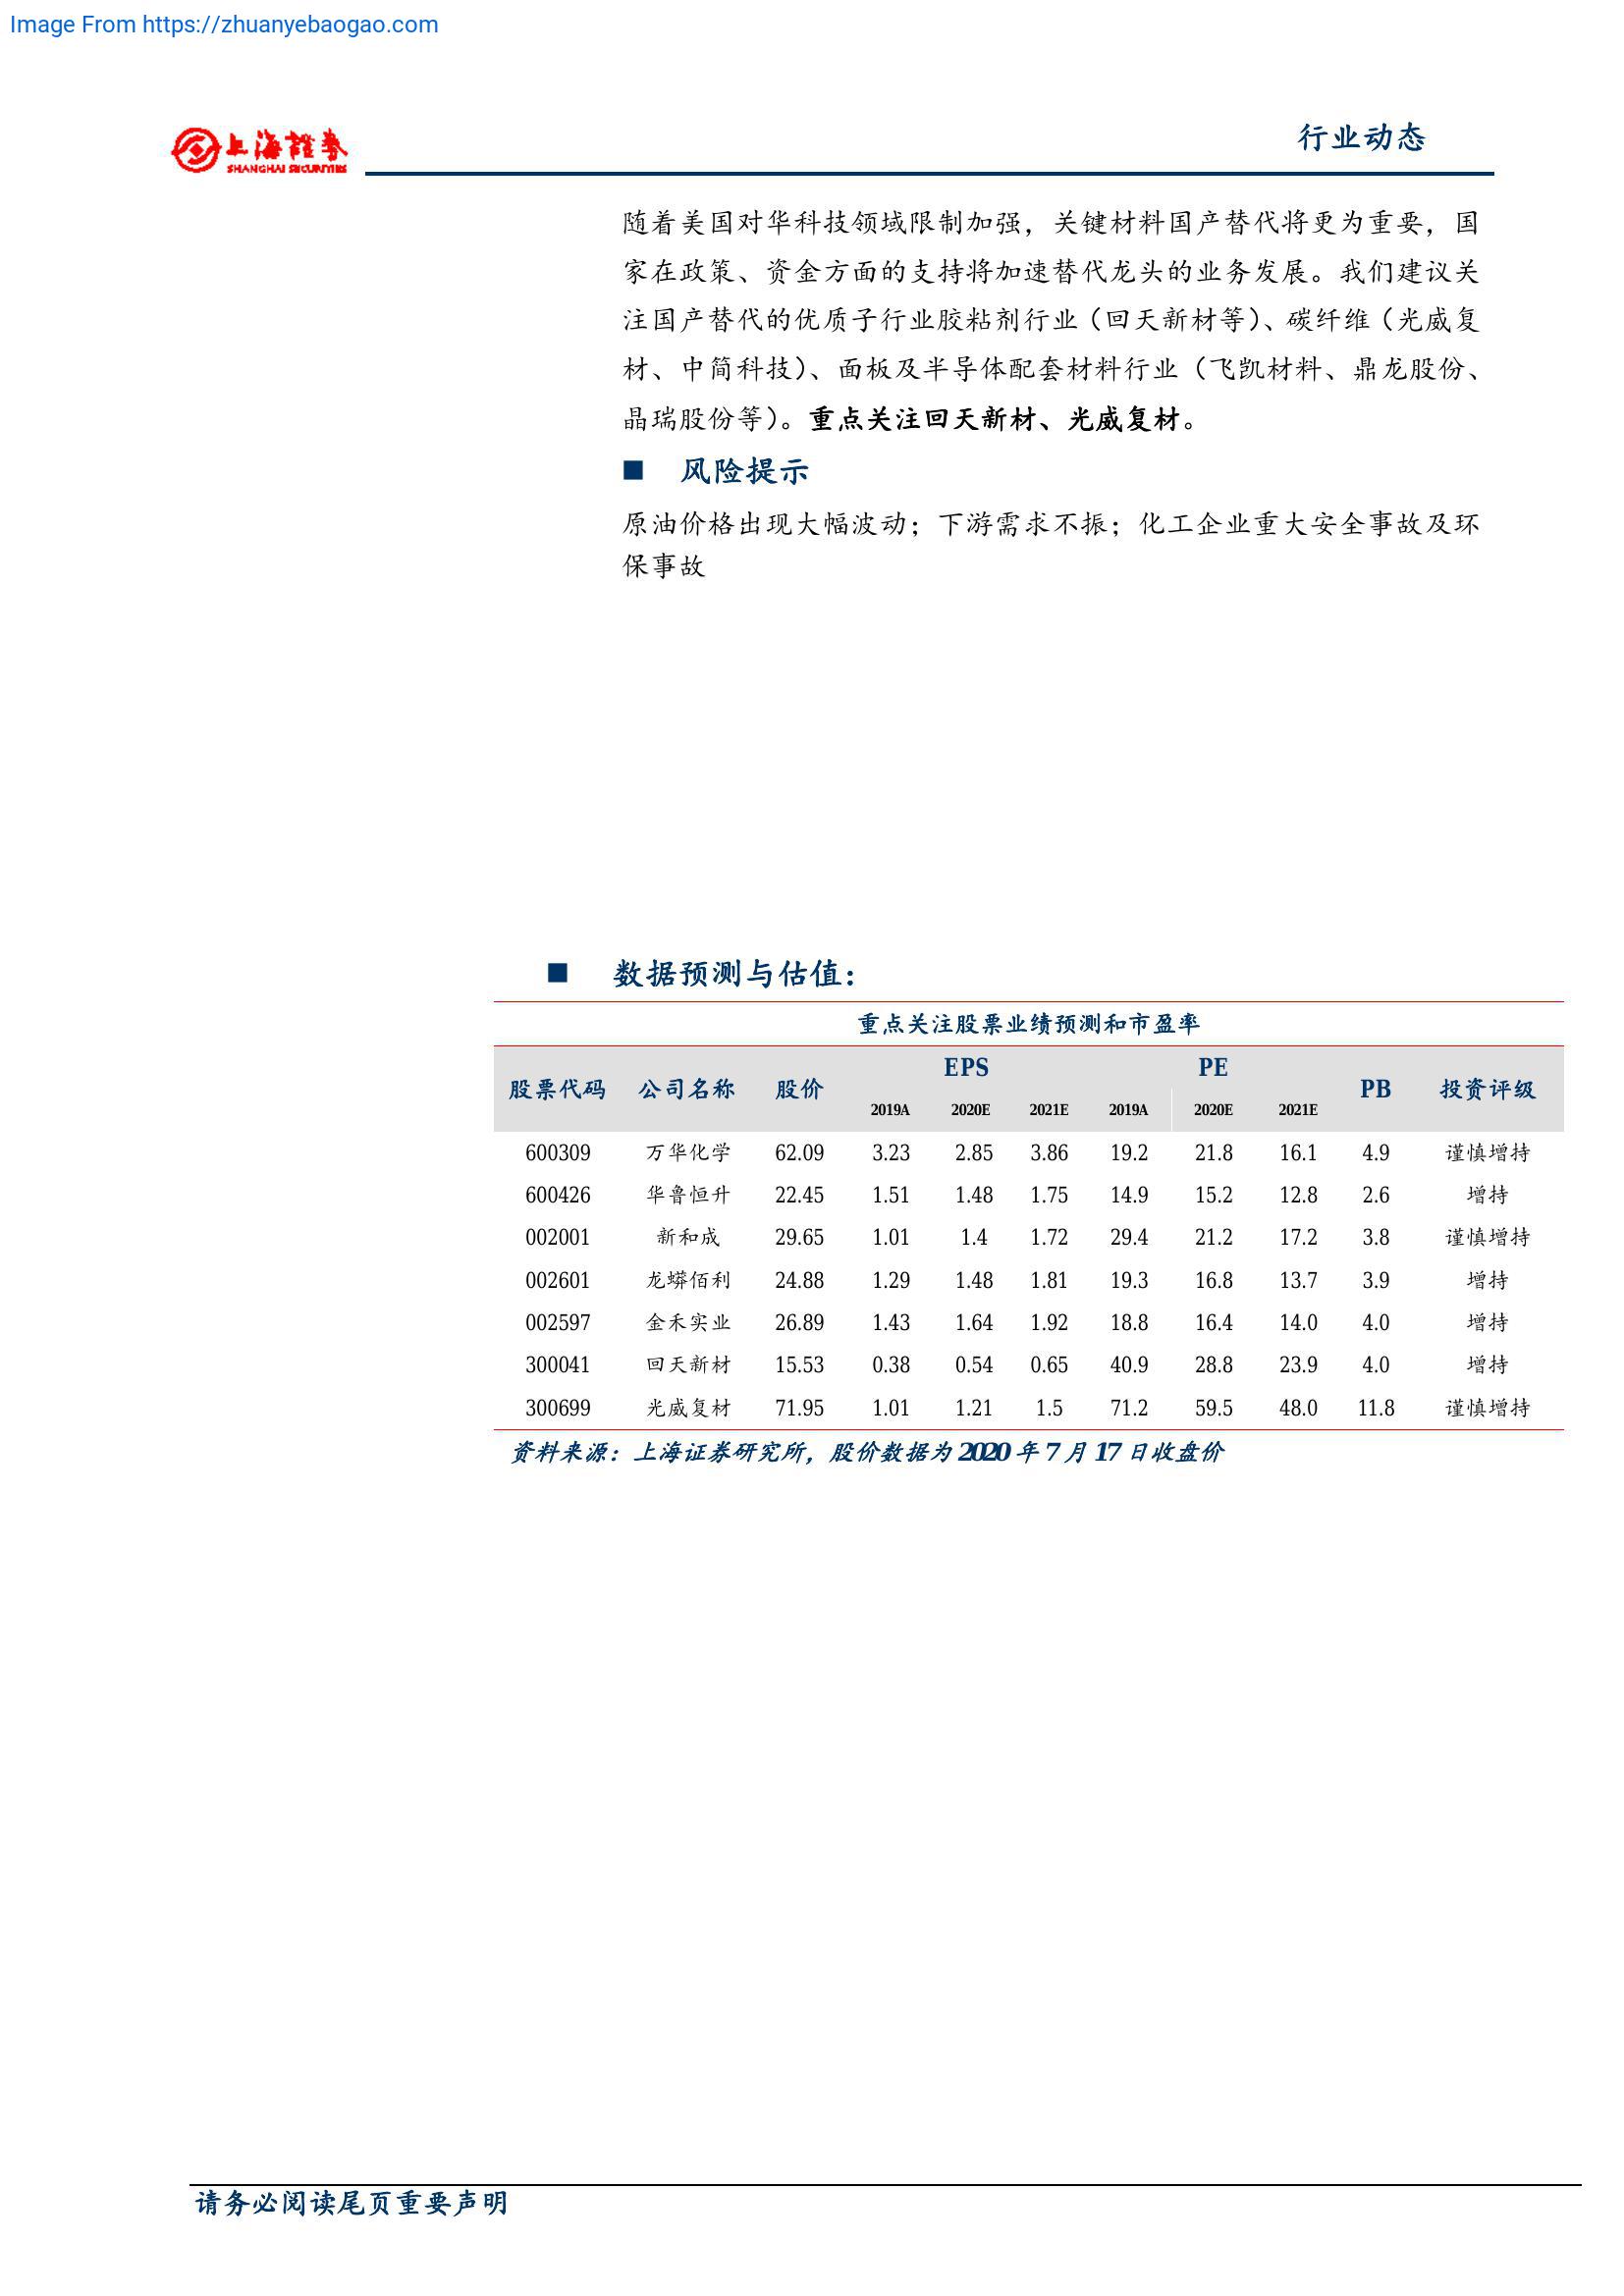 Image From https://zhuanyebaogao.com
上海證券
SHANGHAI SECURITIES
行业动态
随着美国对华科技领域限制加强，关键材料国产替代将更为重要，国
家在政策、资金方面的支持将加速替代龙头的业务发展。我们建议关
注国产替代的优质子行业胶粘剂行业（回天新材等）、碳纤维（光威复
材、中简科技）、面板及半导体配套材料行业（飞凯材料、鼎龙股份、
晶瑞股份等）。重点关注回天新材、光威复材。
■ 风险提示
原油价格出现大幅波动；下游需求不振；化工企业重大安全事故及环
保事故
■ 数据预测与估值：
重点关注股票业绩预测和市盈率
股票代码 公司名称 股价 EPS PE PB 投资评级
2019A 2020E 2021E 2019A 2020E 2021E
600309 万华化学 62.09 3.23 2.85 3.86 19.2 21.8 16.1 4.9 谨慎增持
600426 华鲁恒升 22.45 1.51 1.48 1.75 14.9 15.2 12.8 2.6 增持
002001 新和成 29.65 1.01 1.4 1.72 29.4 21.2 17.2 3.8 谨慎增持
002601 龙蟒佰利 24.88 1.29 1.48 1.81 19.3 16.8 13.7 3.9 增持
002597 金禾实业 26.89 1.43 1.64 1.92 18.8 16.4 14.0 4.0 增持
300041 回天新材 15.53 0.38 0.54 0.65 40.9 28.8 23.9 4.0 增持
300699 光威复材 71.95 1.01 1.21 1.5 71.2 59.5 48.0 11.8 谨慎增持
资料来源：上海证券研究所，股价数据为 2020 年 7 月 17 日收盘价
请务必阅读尾页重要声明